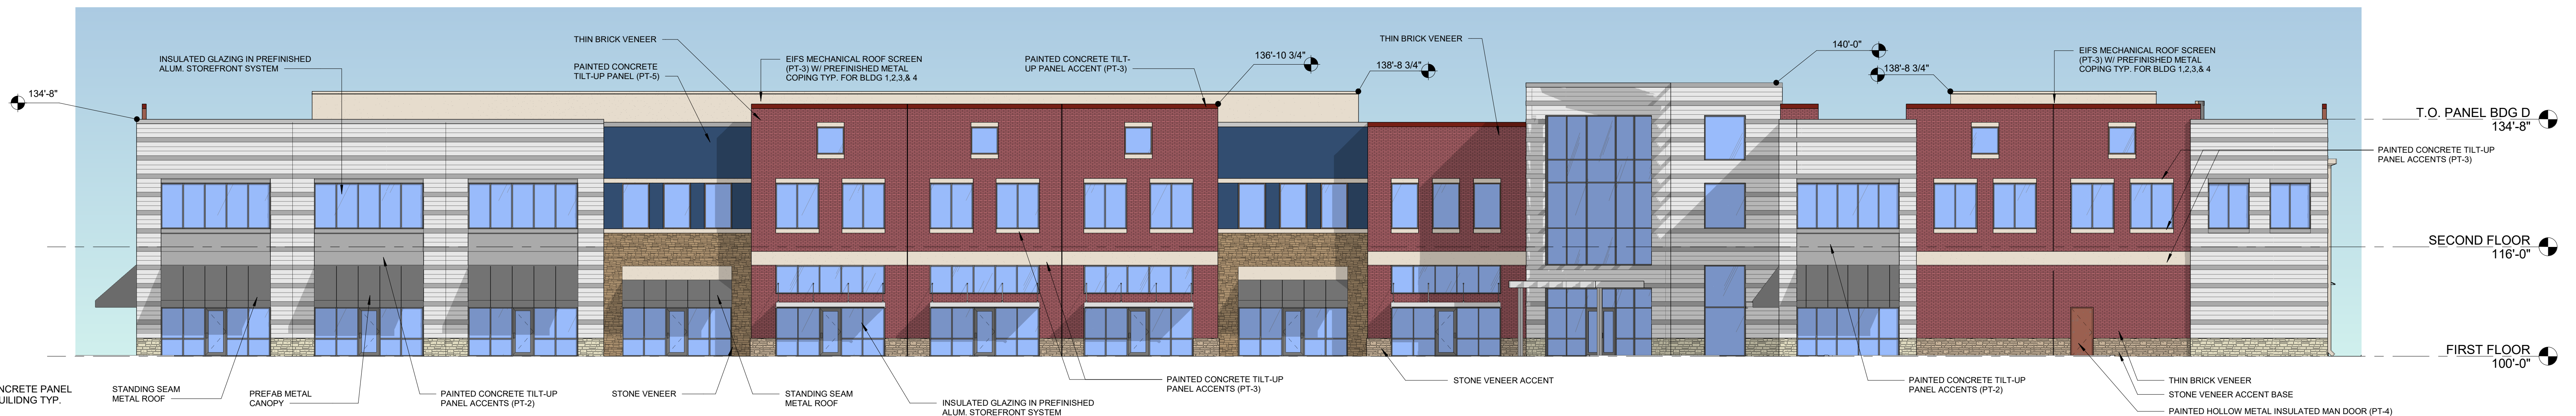 THIN BRICK VENEER
THIN BRICK VENEER
INSULATED GLAZING IN PREFINISHED
ALUM. STOREFRONT SYSTEM
PAINTED CONCRETE
TILT-UP PANEL (PT-5)
EIFS MECHANICAL ROOF SCREEN
(PT-3) W/ PREFINISHED METAL
COPING TYP. FOR BLDG 1,2,3,& 4
PAINTED CONCRETE TILT-
UP PANEL ACCENT (PT-3)
136'-10 3/4"
138'-8 3/4"
140'-0"
138'-8 3/4"
EIFS MECHANICAL ROOF SCREEN
(PT-3) W/ PREFINISHED METAL
COPING TYP. FOR BLDG 1,2,3,& 4
134'-8"
T.O. PANEL BDG D
134'-8"
PAINTED CONCRETE TILT-UP
PANEL ACCENTS (PT-3)
SECOND FLOOR
116'-0"
FIRST FLOOR
100'-0"
NCRETE PANEL
UILIDNG TYP.
STANDING SEAM
METAL ROOF
PREFAB METAL
CANOPY
PAINTED CONCRETE TILT-UP
PANEL ACCENTS (PT-2)
STONE VENEER
STANDING SEAM
METAL ROOF
INSULATED GLAZING IN PREFINISHED
ALUM. STOREFRONT SYSTEM
PAINTED CONCRETE TILT-UP
PANEL ACCENTS (PT-3)
STONE VENEER ACCENT
PAINTED CONCRETE TILT-UP
PANEL ACCENTS (PT-2)
THIN BRICK VENEER
STONE VENEER ACCENT BASE
PAINTED HOLLOW METAL INSULATED MAN DOOR (PT-4)